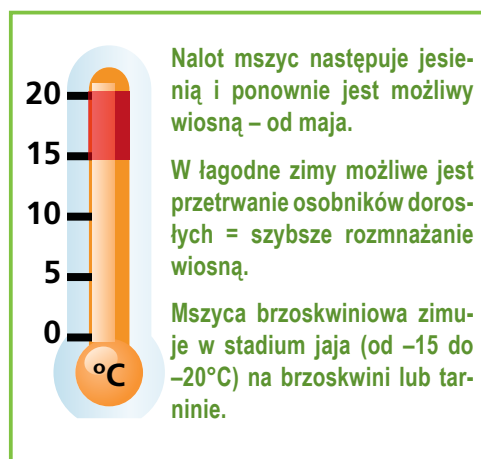 20
15
10
5
0
°C
Nalot mszyc następuje jesie-
nią i ponownie jest możliwy
wiosną – od maja.
W łagodne zimy możliwe jest
przetrwanie osobników doros-
łych = szybsze rozmnażanie
wiosną.
Mszyca brzoskwiniowa zimu-
je w stadium jaja (od –15 do
–20°C) na brzoskwini lub tar-
ninie.